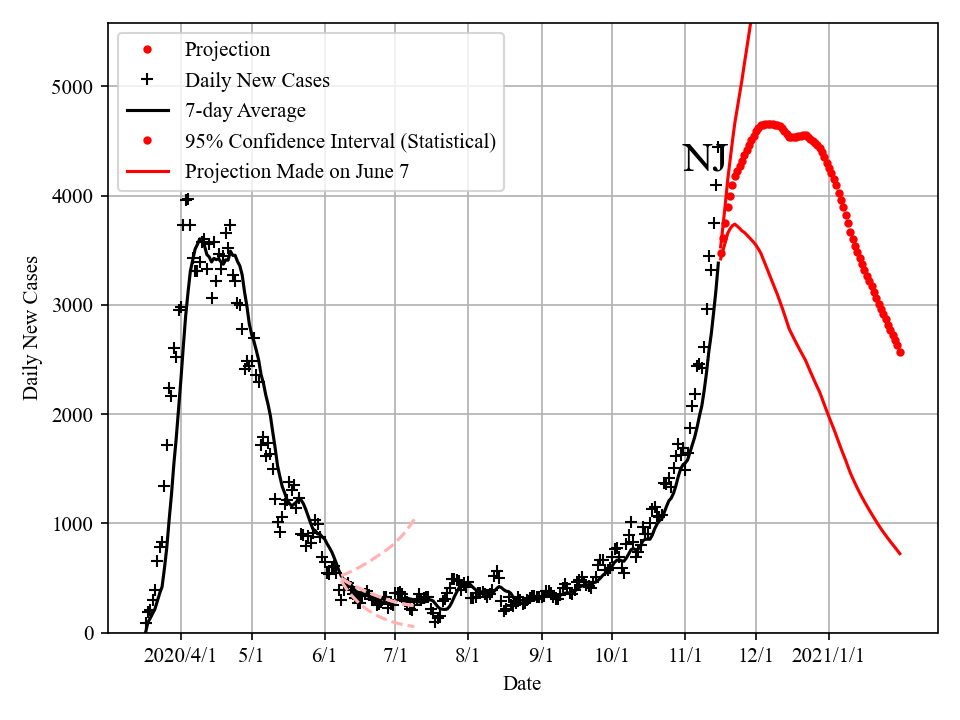 Projection
Daily New Cases
7-day Average
95% Confidence Interval (Statistical)
Projection Made on June 7
NJ
5000
4000
3000
2000
1000
0
Daily New Cases
2020/4/1 5/1 6/1 7/1 8/1 9/1 10/1 11/1 12/1 2021/1/1
Date